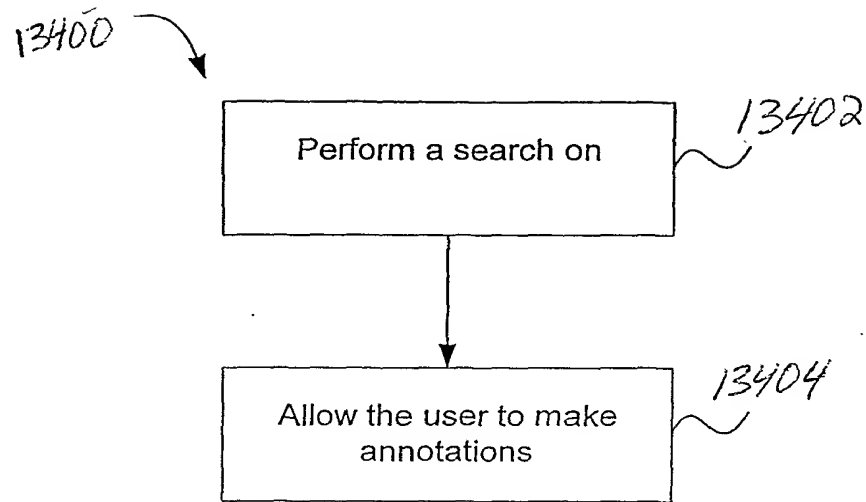 13400
Perform a search on
13402
Allow the user to make
annotations
13404